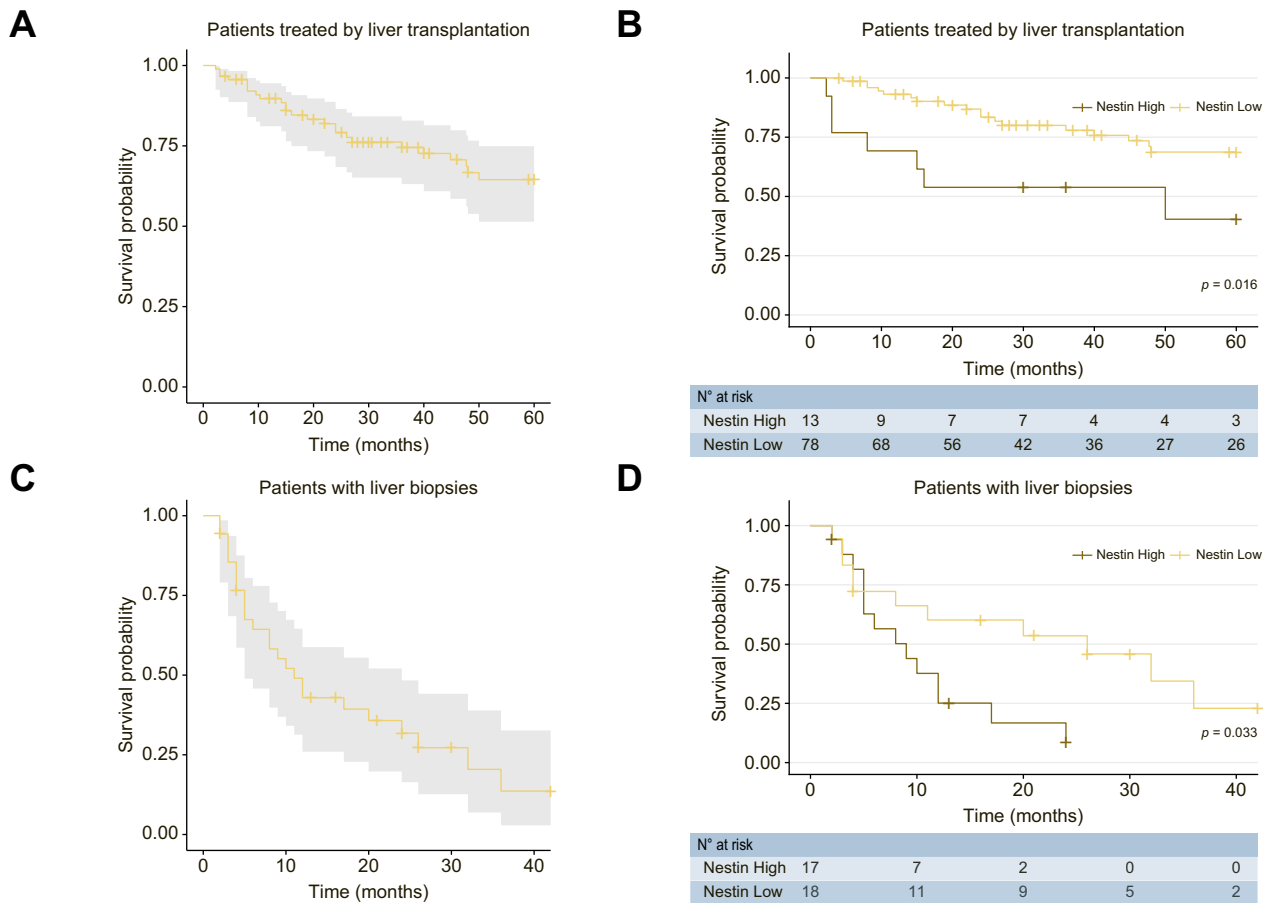 A
Patients treated by liver transplantation
Survival probability
1.00
0.75
0.50
0.25
0.00
0 10 20 30 40 50 60
Time (months)
B
Patients treated by liver transplantation
Survival probability
1.00
0.75
0.50
0.25
0.00
Nestin High Nestin Low
p = 0.016
0 10 20 30 40 50 60
Time (months)
N° at risk
Nestin High 13 9 7 7 4 4 3
Nestin Low 78 68 56 42 36 27 26
C
Patients with liver biopsies
Survival probability
1.00
0.75
0.50
0.25
0.00
0 10 20 30 40
Time (months)
D
Patients with liver biopsies
Survival probability
1.00
0.75
0.50
0.25
0.00
Nestin High Nestin Low
p = 0.033
0 10 20 30 40
Time (months)
N° at risk
Nestin High 17 7 2 0 0
Nestin Low 18 11 9 5 2